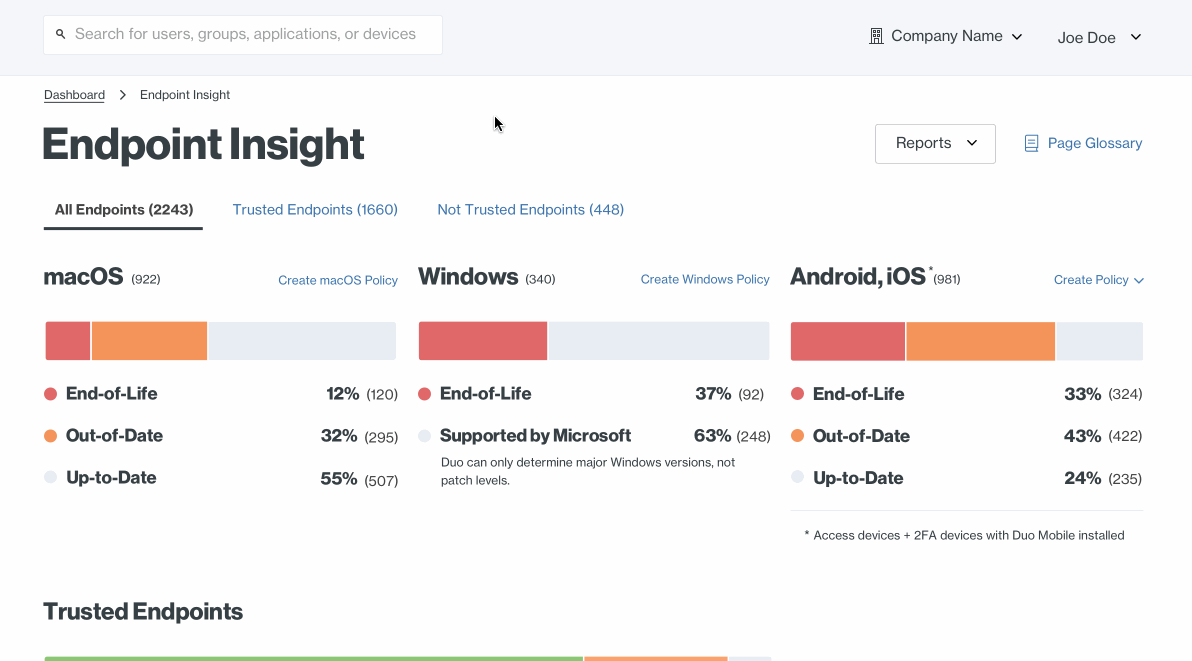 Search for users, groups, applications, or devices
Company Name
Joe Doe
Dashboard
Endpoint Insight
Endpoint Insight
Reports
Page Glossary
All Endpoints (2243)
Trusted Endpoints (1660)
Not Trusted Endpoints (448)
macOS (922)
Create macOS Policy
End-of-Life 12% (120)
Out-of-Date 32% (295)
Up-to-Date 55% (507)
Windows (340)
Create Windows Policy
End-of-Life 37% (92)
Supported by Microsoft 63% (248)
Duo can only determine major Windows versions, not
patch levels.
Android, iOS * (981)
Create Policy
End-of-Life 33% (324)
Out-of-Date 43% (422)
Up-to-Date 24% (235)
* Access devices + 2FA devices with Duo Mobile installed
Trusted Endpoints